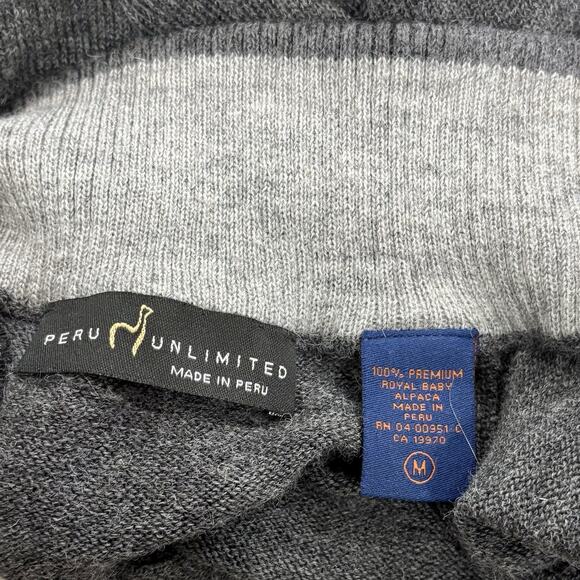 PERU UNLIMITED
MADE IN PERU
100% PREMIUM
ROYAL BABY
ALPACA
MADE IN
PERU
RN 04-00951-C
CA 19970
M